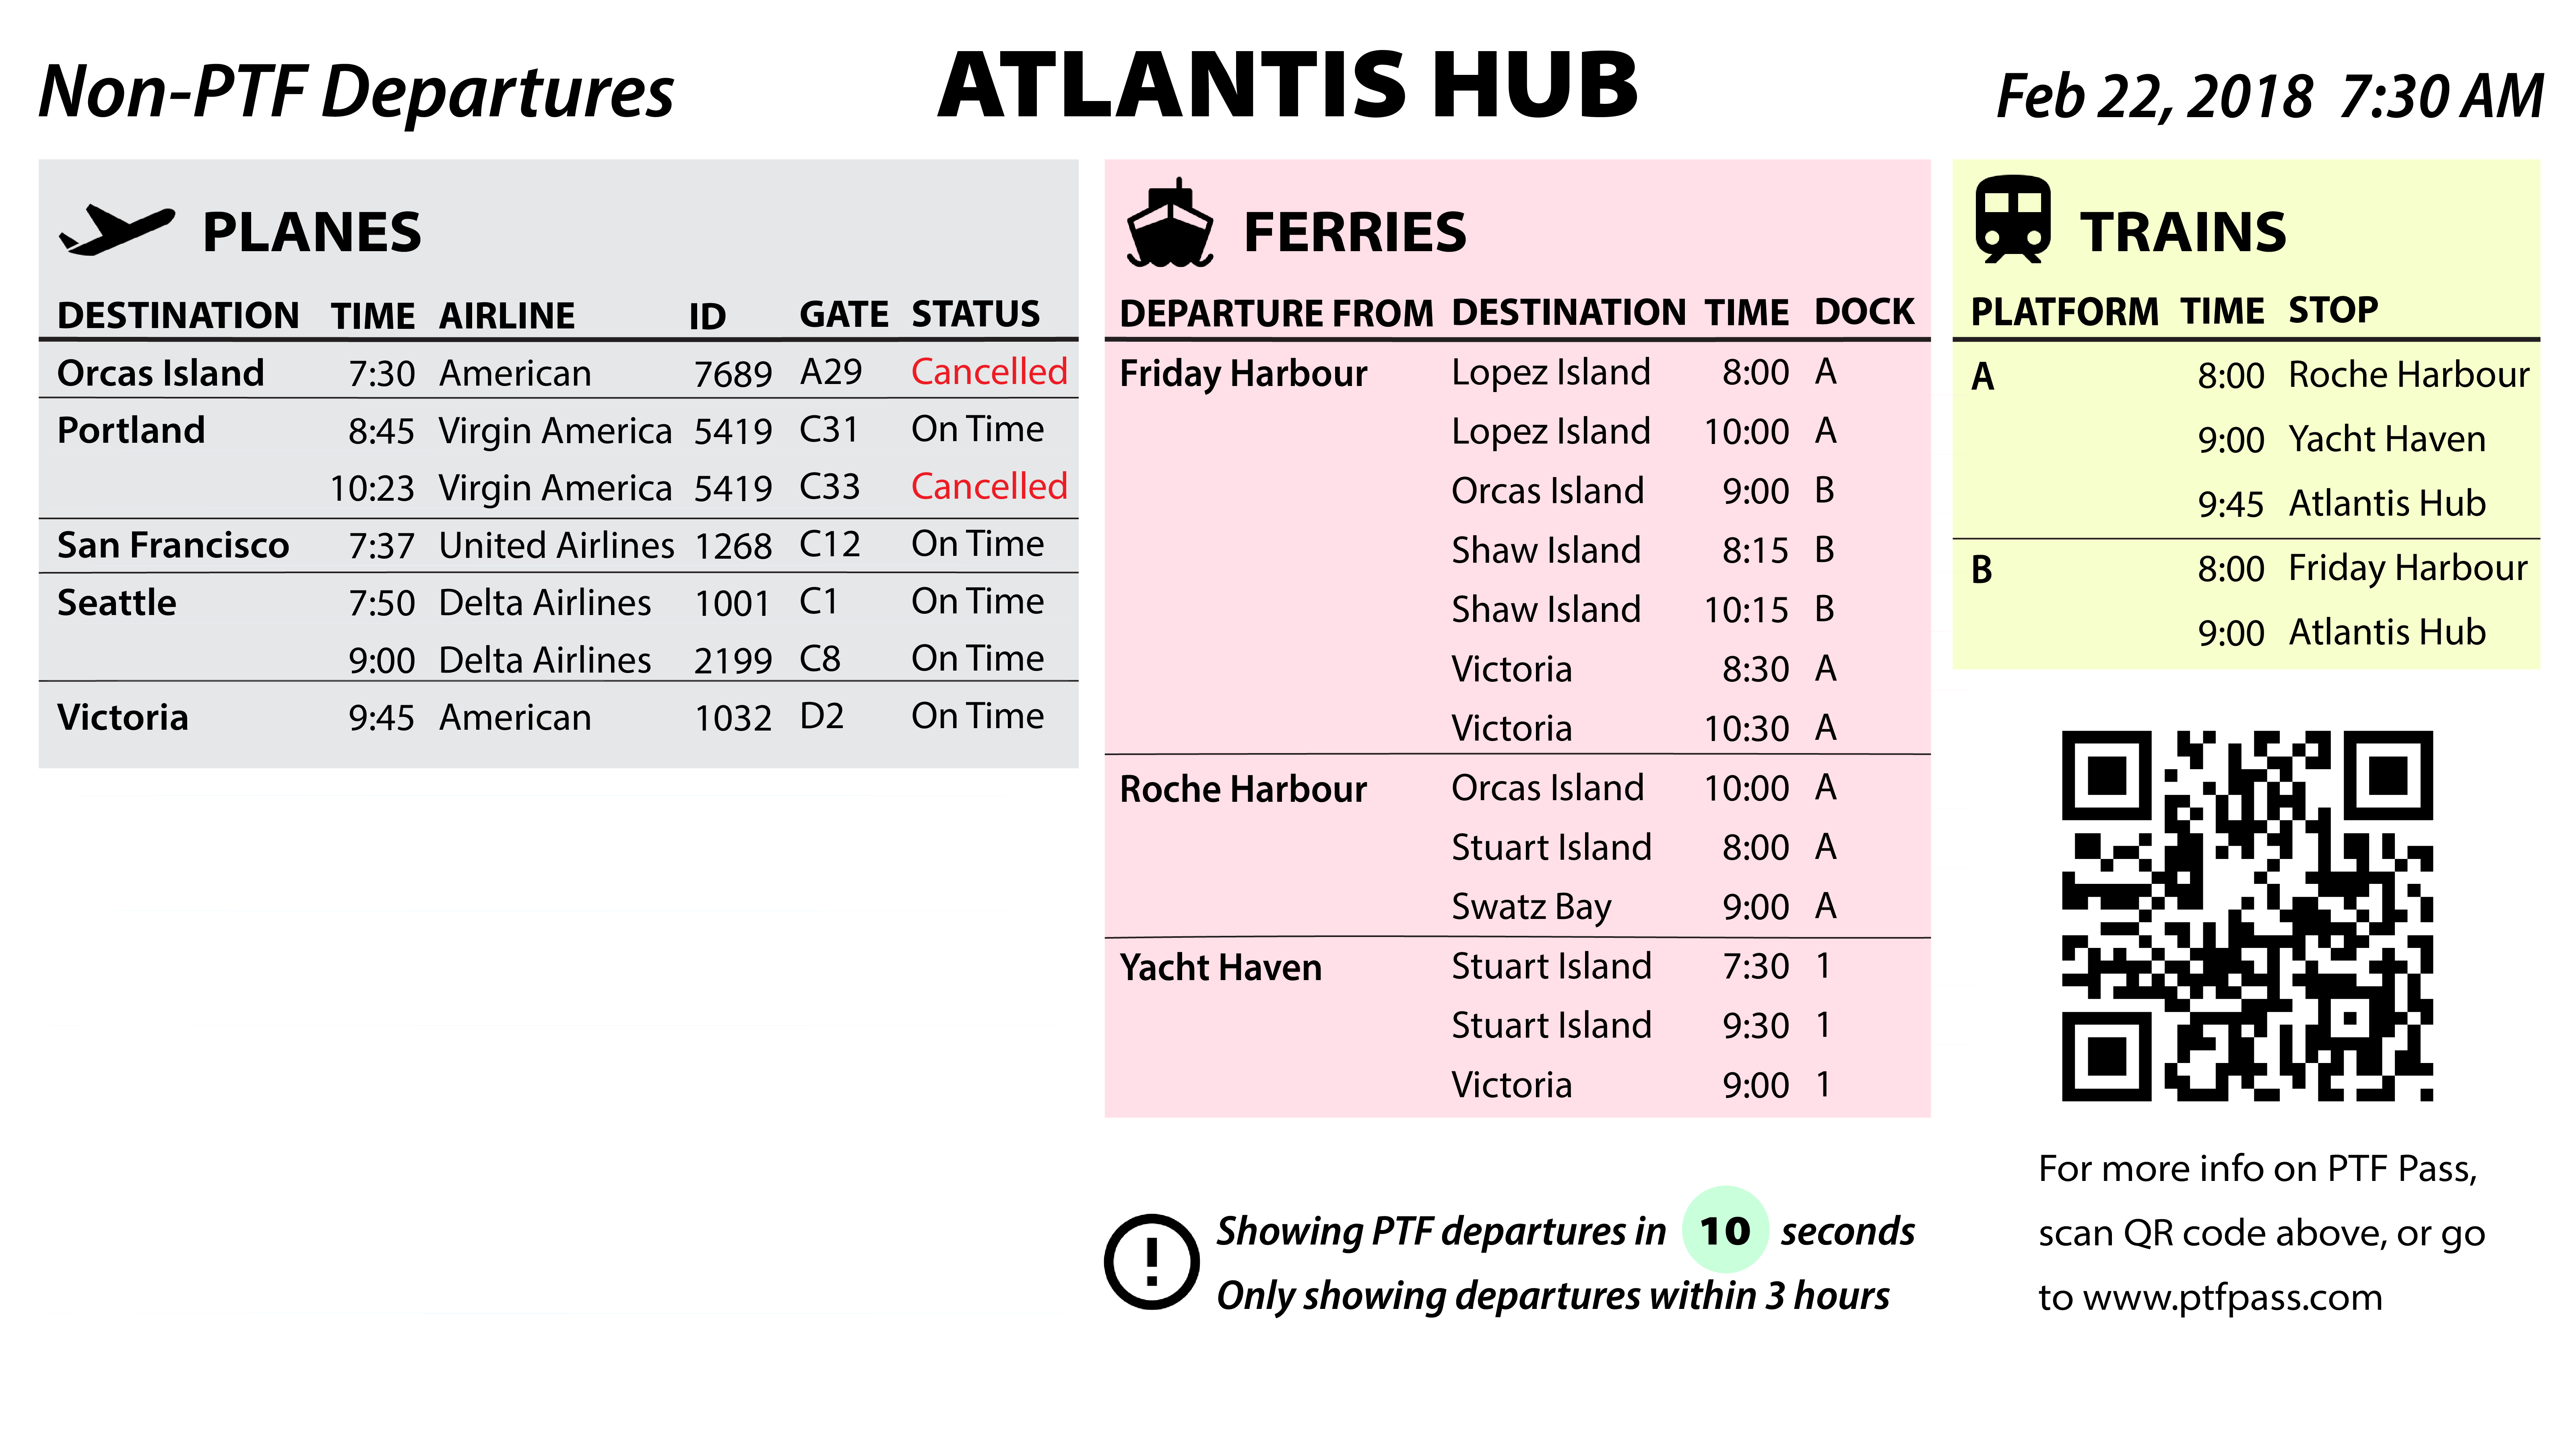 Non-PTF Departures
ATLANTIS HUB
Feb 22, 2018 7:30 AM
PLANES
DESTINATION TIME AIRLINE ID GATE STATUS
Orcas Island 7:30 American 7689 A29 Cancelled
Portland 8:45 Virgin America 5419 C31 On Time
10:23 Virgin America 5419 C33 Cancelled
San Francisco 7:37 United Airlines 1268 C12 On Time
Seattle 7:50 Delta Airlines 1001 C1 On Time
9:00 Delta Airlines 2199 C8 On Time
Victoria 9:45 American 1032 D2 On Time
FERRIES
DEPARTURE FROM DESTINATION TIME DOCK
Friday Harbour Lopez Island 8:00 A
Lopez Island 10:00 A
Orcas Island 9:00 B
Shaw Island 8:15 B
Shaw Island 10:15 B
Victoria 8:30 A
Victoria 10:30 A
Roche Harbour Orcas Island 10:00 A
Stuart Island 8:00 A
Swatz Bay 9:00 A
Yacht Haven Stuart Island 7:30 1
Stuart Island 9:30 1
Victoria 9:00 1
! Showing PTF departures in 10 seconds
Only showing departures within 3 hours
TRAINS
PLATFORM TIME STOP
A 8:00 Roche Harbour
9:00 Yacht Haven
9:45 Atlantis Hub
B 8:00 Friday Harbour
9:00 Atlantis Hub
For more info on PTF Pass,
scan QR code above, or go
to www.ptfpass.com